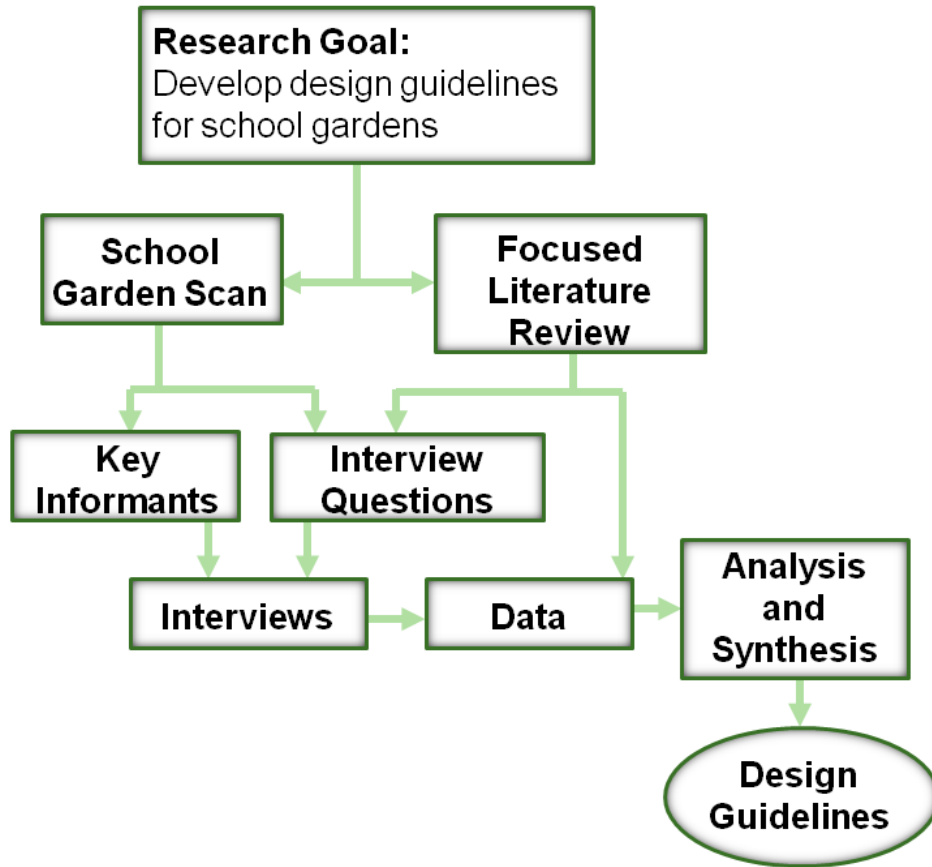 Research Goal:
Develop design guidelines
for school gardens
School
Garden Scan
Focused
Literature
Review
Key
Informants
Interview
Questions
Interviews
Data
Analysis
and
Synthesis
Design
Guidelines